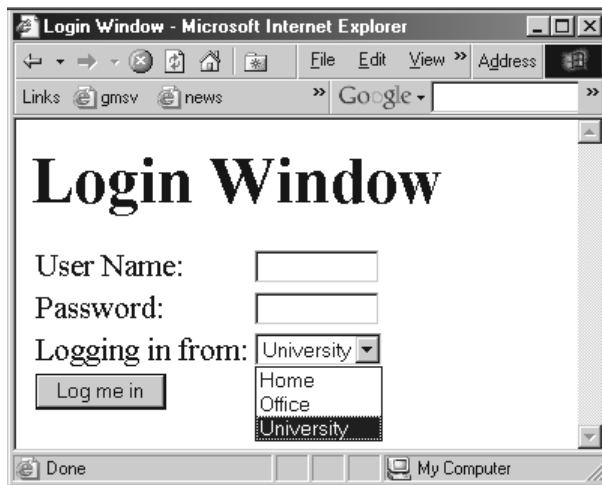 Login Window - Microsoft Internet Explorer
File Edit View » Address
Links gmsv news » Google »
Login Window
User Name:
Password:
Logging in from: University
Home
Office
University
Log me in
Done My Computer